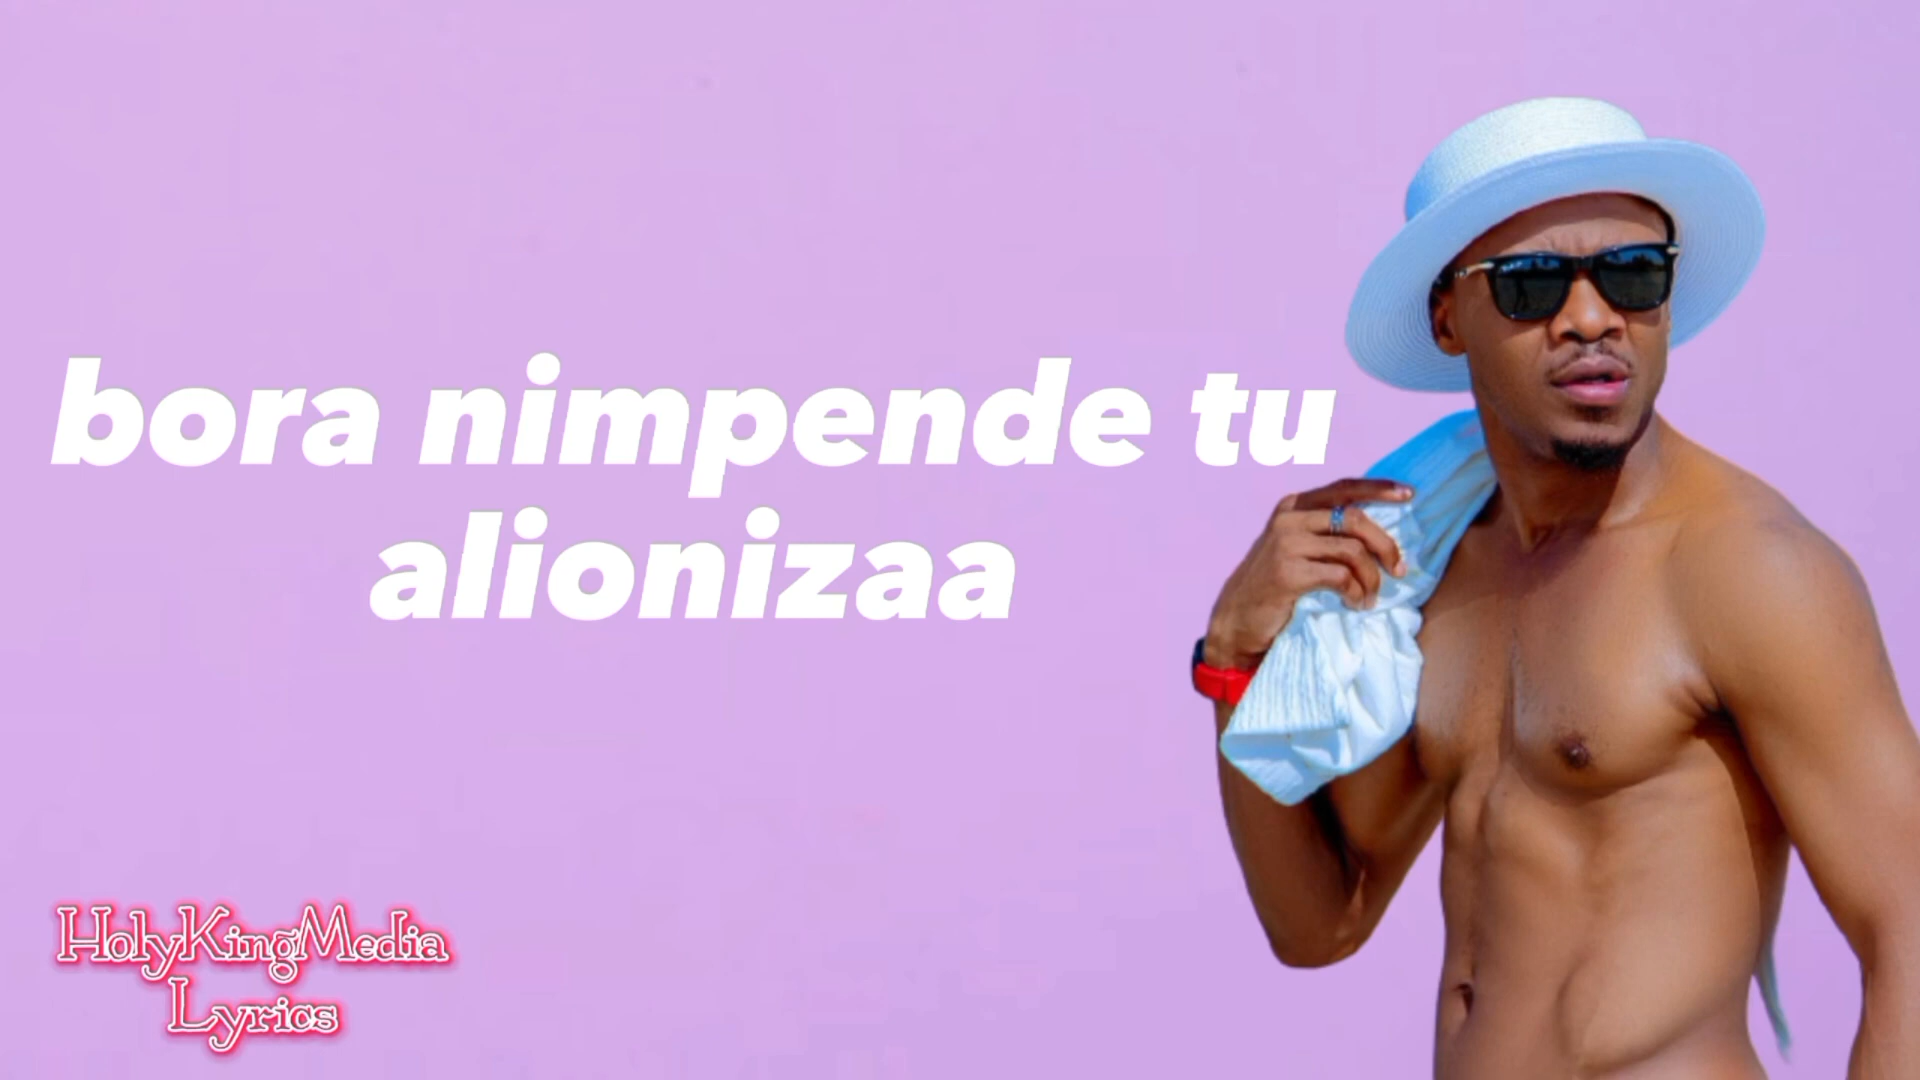 bora nimpende tu
alionizaa
HolyKingMedia
Lyrics